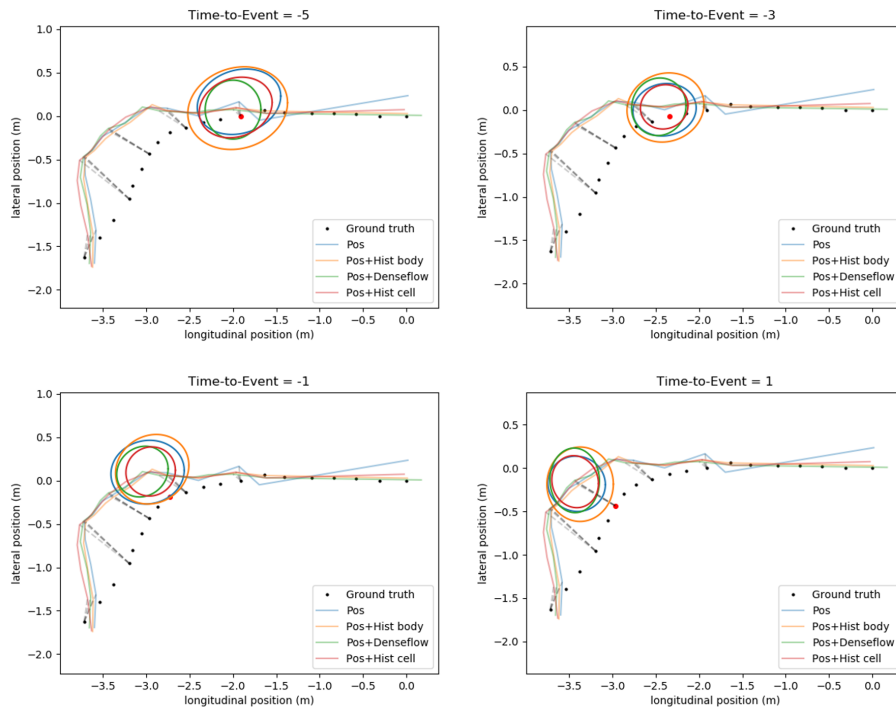 Time-to-Event = -5
1.0
0.5
0.0
−0.5
−1.0
−1.5
−2.0
lateral position (m)
Ground truth
Pos
Pos+Hist body
Pos+Denseflow
Pos+Hist cell
−3.5 −3.0 −2.5 −2.0 −1.5 −1.0 −0.5 0.0
longitudinal position (m)
Time-to-Event = -3
0.5
0.0
−0.5
−1.0
−1.5
−2.0
lateral position (m)
Ground truth
Pos
Pos+Hist body
Pos+Denseflow
Pos+Hist cell
−3.5 −3.0 −2.5 −2.0 −1.5 −1.0 −0.5 0.0
longitudinal position (m)
Time-to-Event = -1
1.0
0.5
0.0
−0.5
−1.0
−1.5
−2.0
lateral position (m)
Ground truth
Pos
Pos+Hist body
Pos+Denseflow
Pos+Hist cell
−3.5 −3.0 −2.5 −2.0 −1.5 −1.0 −0.5 0.0
longitudinal position (m)
Time-to-Event = 1
0.5
0.0
−0.5
−1.0
−1.5
−2.0
lateral position (m)
Ground truth
Pos
Pos+Hist body
Pos+Denseflow
Pos+Hist cell
−3.5 −3.0 −2.5 −2.0 −1.5 −1.0 −0.5 0.0
longitudinal position (m)